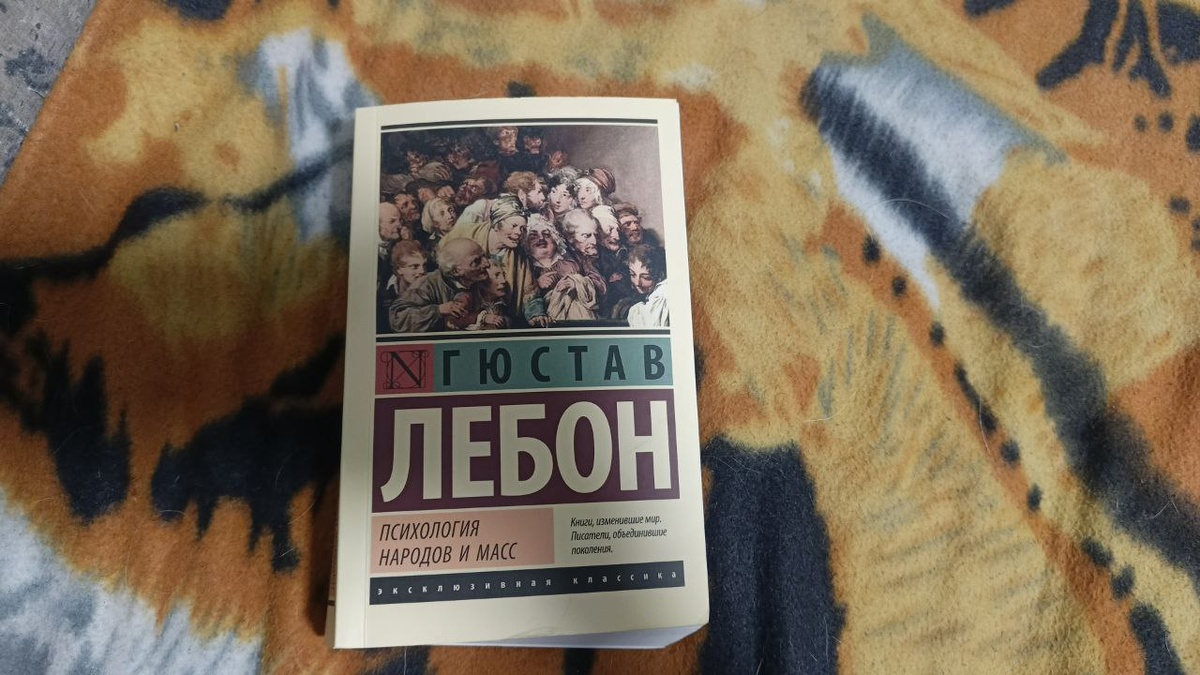 N ГЮСТАВ
ЛЕБОН
ПСИХОЛОГИЯ
НАРОДОВ И МАСС
Книги, изменившие мир.
Писатели, объединившие
поколения.
эксклюзивная классика